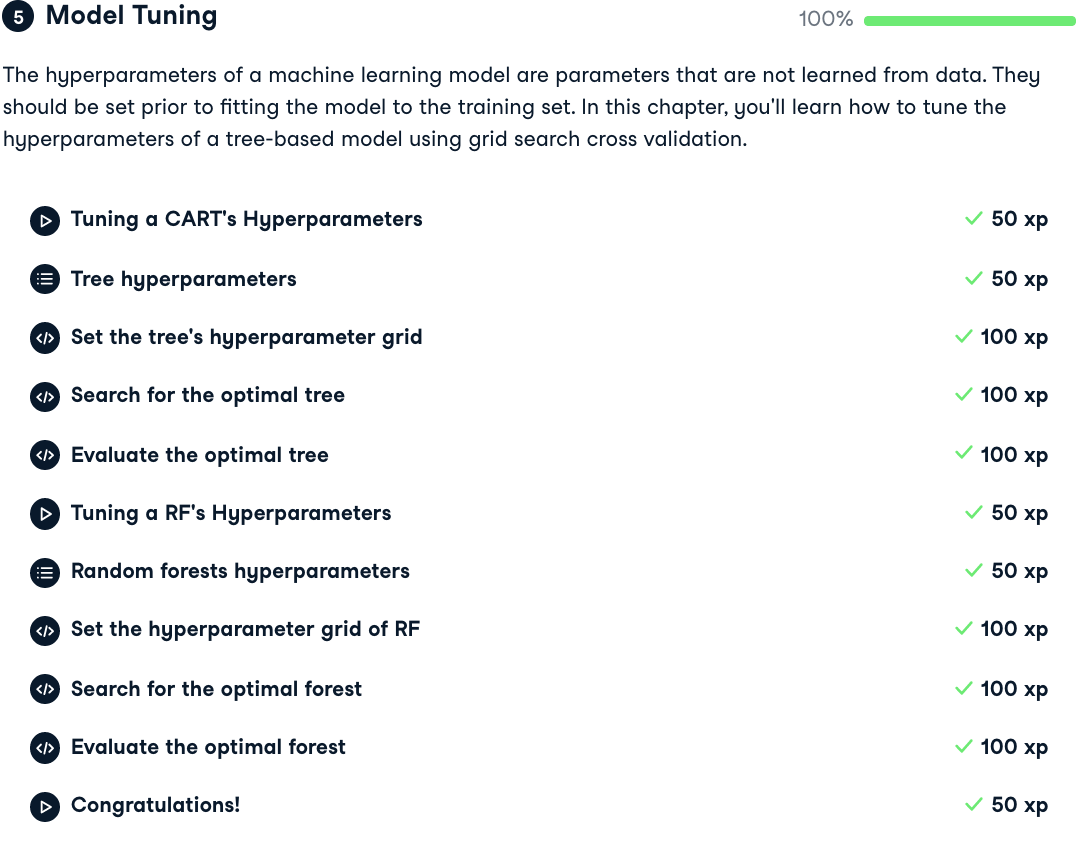 5 Model Tuning 100%
The hyperparameters of a machine learning model are parameters that are not learned from data. They
should be set prior to fitting the model to the training set. In this chapter, you'll learn how to tune the
hyperparameters of a tree-based model using grid search cross validation.
Tuning a CART's Hyperparameters 50 xp
Tree hyperparameters 50 xp
Set the tree's hyperparameter grid 100 xp
Search for the optimal tree 100 xp
Evaluate the optimal tree 100 xp
Tuning a RF's Hyperparameters 50 xp
Random forests hyperparameters 50 xp
Set the hyperparameter grid of RF 100 xp
Search for the optimal forest 100 xp
Evaluate the optimal forest 100 xp
Congratulations! 50 xp